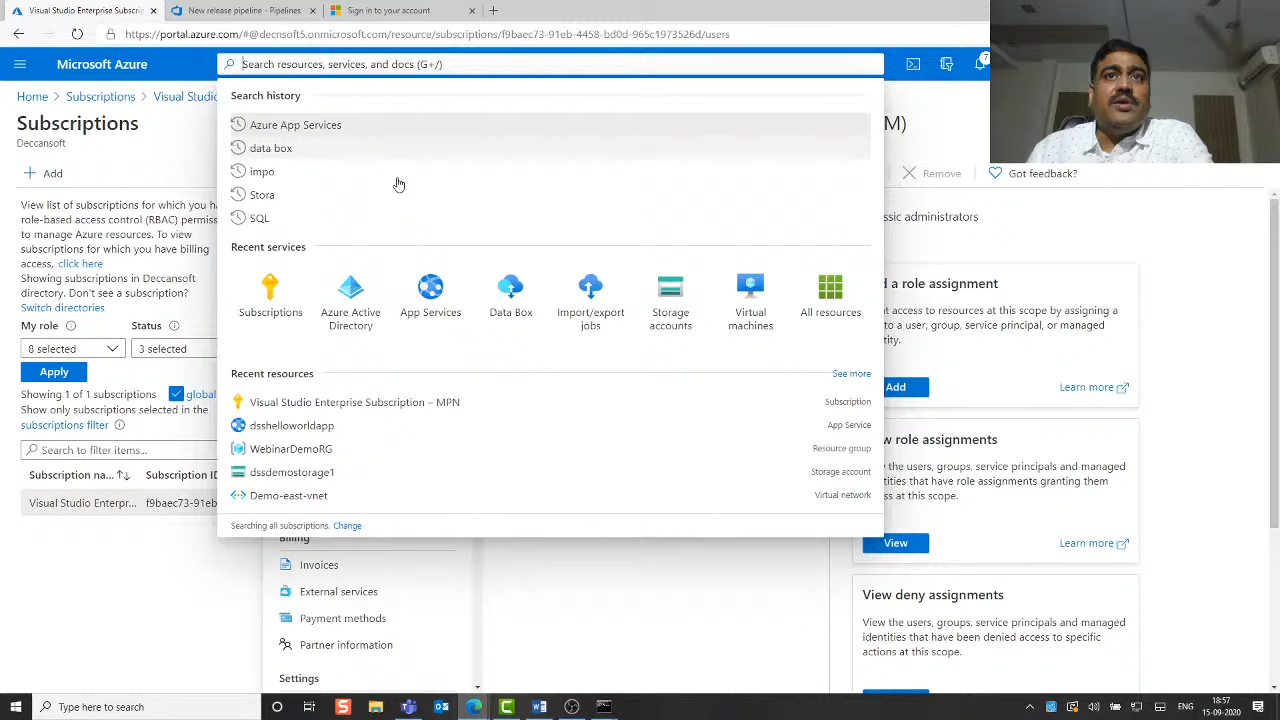 Visual Studio Enterprise Subscrib
New release pipeline - Pipelines
Sign in to your account
https://portal.azure.com/#@decnsoft5.onmicrosoft.com/resource/subscriptions/f9baec73-91eb-4458-bd0d-965c1973526d/users
Microsoft Azure
Search resources, services, and docs (G+/)
7
Home > Subscriptions > Visual Studi
Subscriptions
Deccansoft
Add
View list of subscriptions for which you h
role-based access control (RBAC) permis
to manage Azure resources. To view
subscriptions for which you have billing
access, click here
Showing subscriptions in Deccansoft
directory. Don't see a subscription?
Switch directories
My role
Status
8 selected
3 selected
Apply
Showing 1 of 1 subscriptions
global
Show only subscriptions selected in the
subscriptions filter
Search to filter items...
Subscription na...
Subscription ID
Visual Studio Enterpr...
f9baec73-91e
Search history
Azure App Services
data box
impo
Stora
SQL
Recent services
Subscriptions
Azure Active
Directory
App Services
Data Box
Import/export
jobs
Storage
accounts
Virtual
machines
All resources
Recent resources
See more
Visual Studio Enterprise Subscription – MPN
Subscription
dsshelloworldapp
App Service
WebinarDemoRG
Resource group
dssdemostorage1
Storage account
Demo-east-vnet
Virtual network
Searching all subscriptions. Change
Billing
Invoices
External services
Payment methods
Partner information
Settings
M)
Remove
Got feedback?
ssic administrators
d a role assignment
nt access to resources at this scope by assigning a
to a user, group, service principal, or managed
ntity.
Add
Learn more
w role assignments
the users, groups, service principals and managed
ntities that have role assignments granting them
ess at this scope.
View
Learn more
View deny assignments
View the users, groups, service principals and managed
identities that have been denied access to specific
actions at this scope.
Type here to search
ENG
18:57
15-09-2020